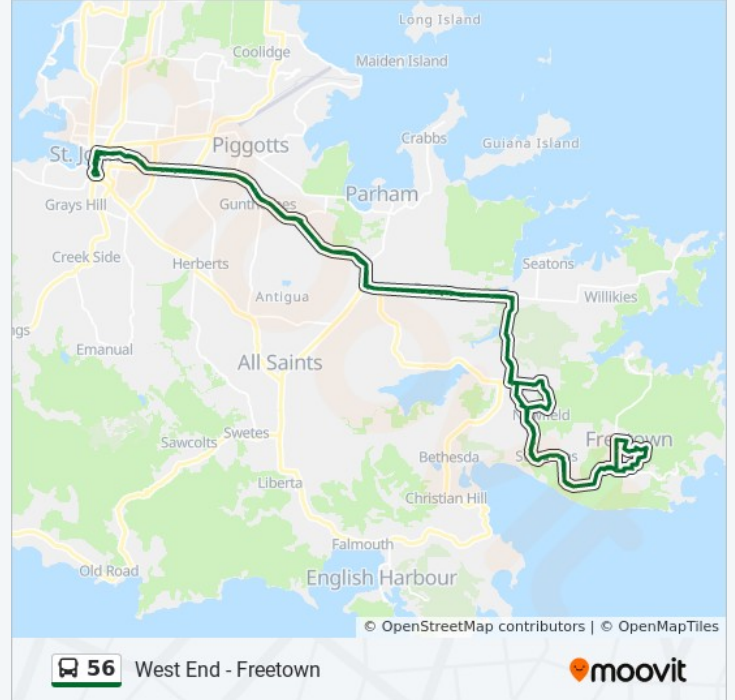 Long Island
Coolidge
Maiden Island
Crabbs
Guiana Island
Piggotts
Parham
Grays Hill
Creek Side
Herberts
Seatons
Antigua
Willikies
Emanual
All Saints
Freetown
Swetes
Sawcolts
Bethesda
Liberta
Christian Hill
Falmouth
Old Road
English Harbour
© OpenStreetMap contributors | © OpenMapTiles
56 West End - Freetown
moovit